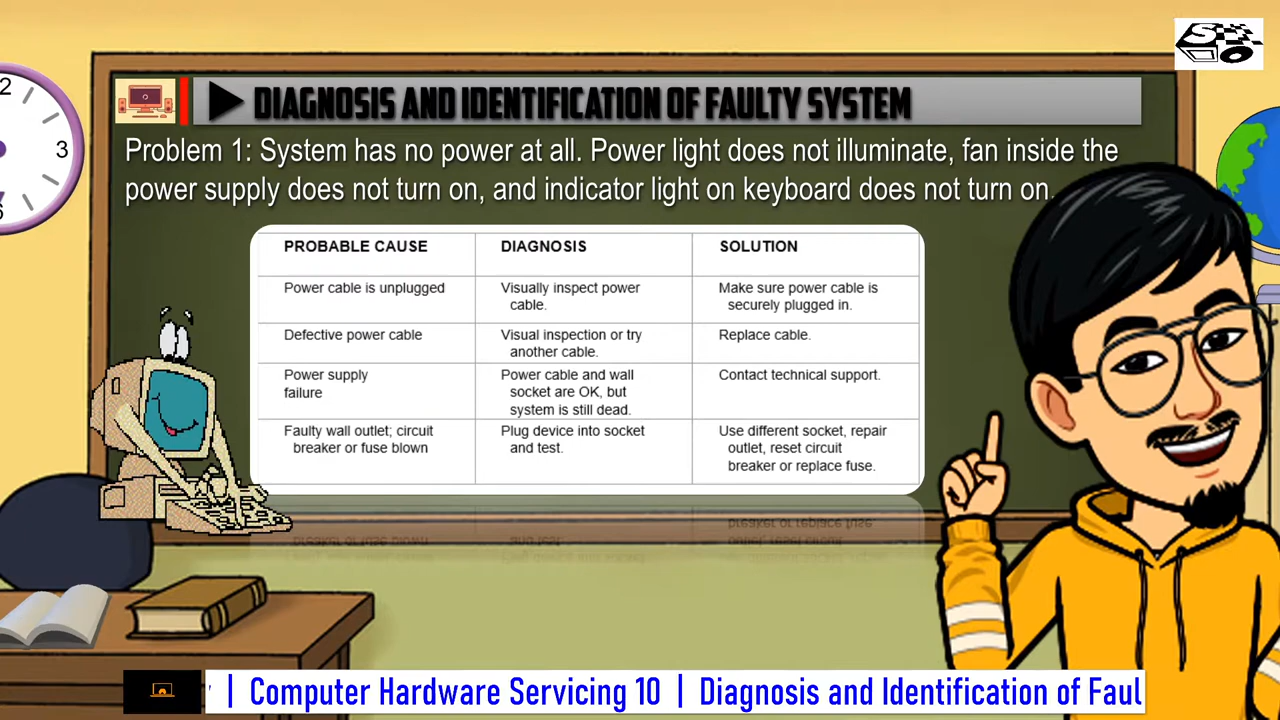 DIAGNOSIS AND IDENTIFICATION OF FAULTY SYSTEM
Problem 1: System has no power at all. Power light does not illuminate, fan inside the
power supply does not turn on, and indicator light on keyboard does not turn on.
PROBABLE CAUSE
DIAGNOSIS
SOLUTION
Power cable is unplugged
Visually inspect power
cable.
Make sure power cable is
securely plugged in.
Defective power cable
Visual inspection or try
another cable.
Replace cable.
Power supply
failure
Power cable and wall
socket are OK, but
system is still dead.
Contact technical support.
Faulty wall outlet; circuit
breaker or fuse blown
Plug device into socket
and test.
Use different socket, repair
outlet, reset circuit
breaker or replace fuse.
2
3
| Computer Hardware Servicing 10 | Diagnosis and Identification of Faul